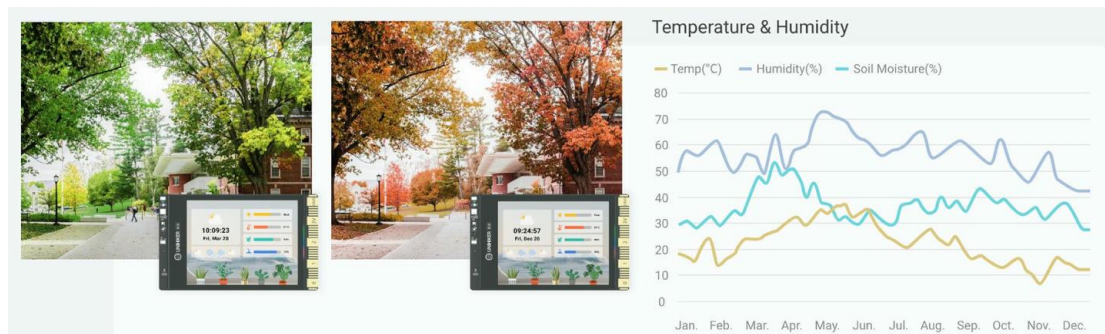 Temperature & Humidity
Temp(°C) Humidity(%) Soil Moisture(%)
80
70
60
50
40
30
20
10
0
Jan. Feb. Mar. Apr. May. Jun. Jul. Aug. Sep. Oct. Nov. Dec.
10:09:23
Fri, Mar 28
UNIHIKER
09:24:57
Fri, Dec 26
UNIHIKER